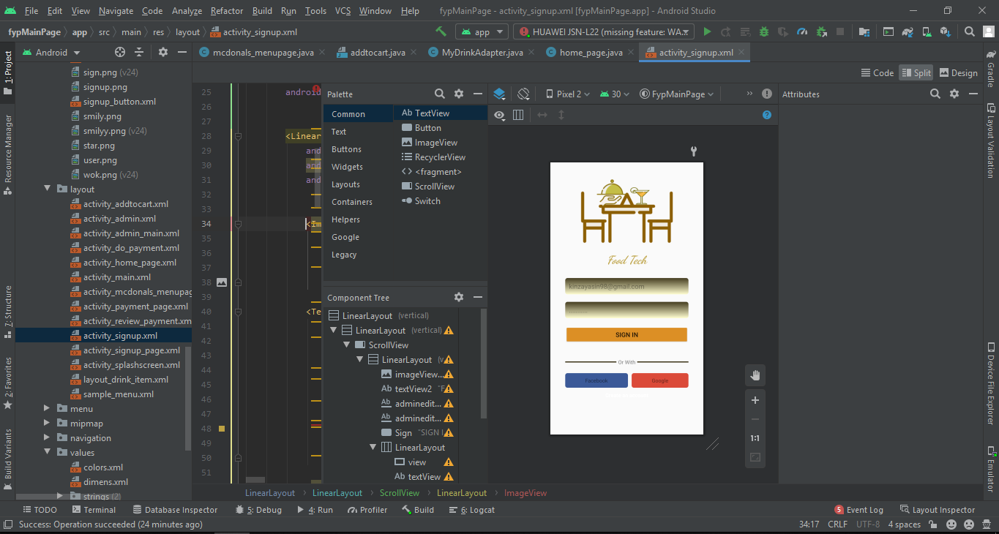 File Edit View Navigate Code Analyze Refactor Build Run Tools VCS Window Help fypMainPage - activity_signup.xml [fypMainPage.app] - Android Studio
fypMainPage app src main res layout activity_signup.xml app HUAWEI JSN-L22 (missing feature: WA...
Android mcdonals_menupage.java addtocart.java MyDrinkAdapter.java home_page.java activity_signup.xml
Code Split Design
1: Project
Resource Manager
7: Structure
2: Favorites
Build Variants
sign.png (v24)
signup.png
signup_button.xml
smily.png
smilyy.png (v24)
star.png
user.png
wok.png (v24)
layout
activity_addtocart.xml
activity_admin.xml
activity_admin_main.xml
activity_do_payment.xml
activity_home_page.xml
activity_main.xml
activity_mcdonals_menupag
activity_payment_page.xml
activity_review_payment.xm
activity_signup.xml
activity_signup_page.xml
activity_splashscreen.xml
layout_drink_item.xml
sample_menu.xml
menu
mipmap
navigation
values
colors.xml
dimens.xml
strings (2)
25 android
26
27
28 <Linear
29 and
30 and
31 and
32
33
34 <Im
35
36
37
38
39
40 <Te
41
42
43
44
45
46
47
48
49
50
51
Palette
Common
Text
Buttons
Widgets
Layouts
Containers
Helpers
Google
Legacy
Ab TextView
Button
ImageView
RecyclerView
<> <fragment>
ScrollView
Switch
Component Tree
LinearLayout (vertical)
LinearLayout (vertical)
ScrollView
LinearLayout (v
imageView...
Ab textView2 "F
Ab adminedit...
Ab adminedit...
Sign "SIGN I
LinearLayout
view
Ab textView
Pixel 2 30 FypMainPage
Food Tech
kinzayasin98@gmail.com
SIGN IN
Or With
Facebook Google
1:1
Attributes
Gradle
Layout Validation
Device File Explorer
Emulator
LinearLayout LinearLayout ScrollView LinearLayout ImageView
TODO Terminal Database Inspector 5: Debug 4: Run Profiler Build 6: Logcat 5 Event Log Layout Inspector
Success: Operation succeeded (24 minutes ago) 34:17 CRLF UTF-8 4 spaces